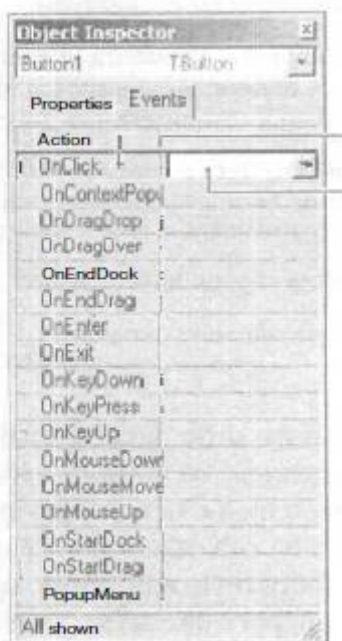 Object Inspector
Button1 TButton
Properties Events
Action
OnClick
OnContextPopu
OnDragDrop
OnDragOver
OnEndDock
OnEndDrag
OnEnter
OnExit
OnKeyDown
OnKeyPress
OnKeyUp
OnMouseDown
OnMouseMove
OnMouseUp
OnStartDock
OnStartDrag
PopupMenu
All shown